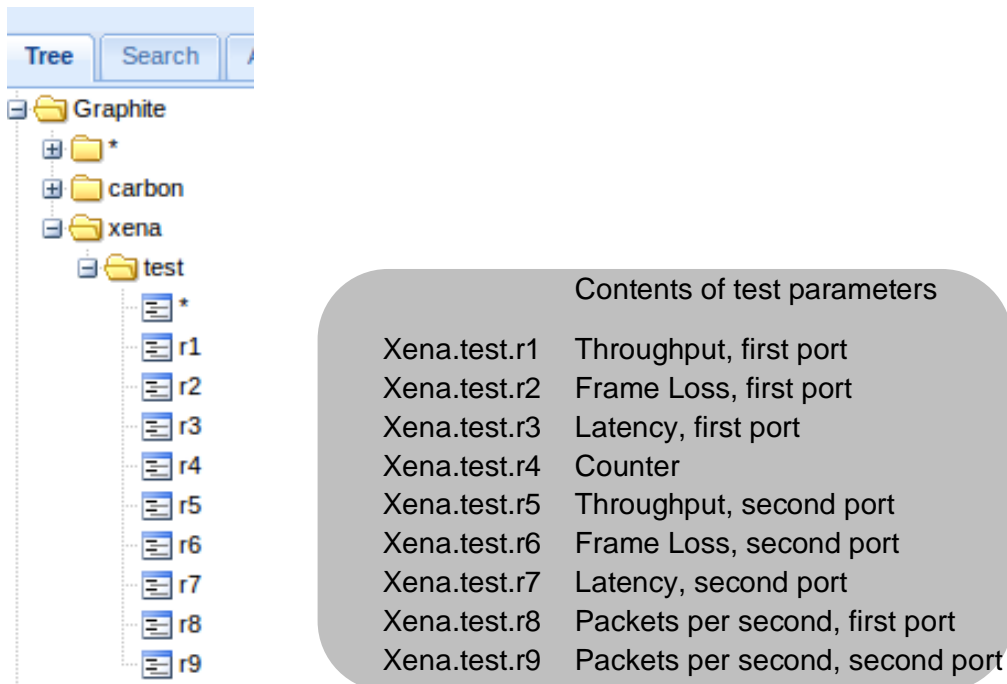 Tree Search
Graphite
*
carbon
xena
test
*
r1
r2
r3
r4
r5
r6
r7
r8
r9
Contents of test parameters
Xena.test.r1 Throughput, first port
Xena.test.r2 Frame Loss, first port
Xena.test.r3 Latency, first port
Xena.test.r4 Counter
Xena.test.r5 Throughput, second port
Xena.test.r6 Frame Loss, second port
Xena.test.r7 Latency, second port
Xena.test.r8 Packets per second, first port
Xena.test.r9 Packets per second, second port